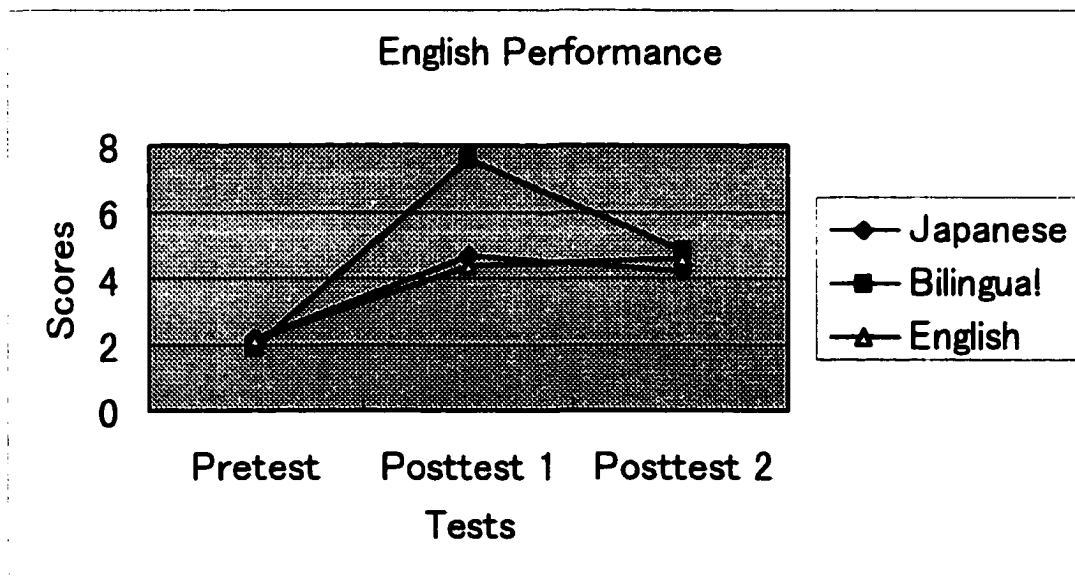 English Performance
8
6
4
2
0
Scores
Pretest Posttest 1 Posttest 2
Tests
Japanese
Bilingual
English